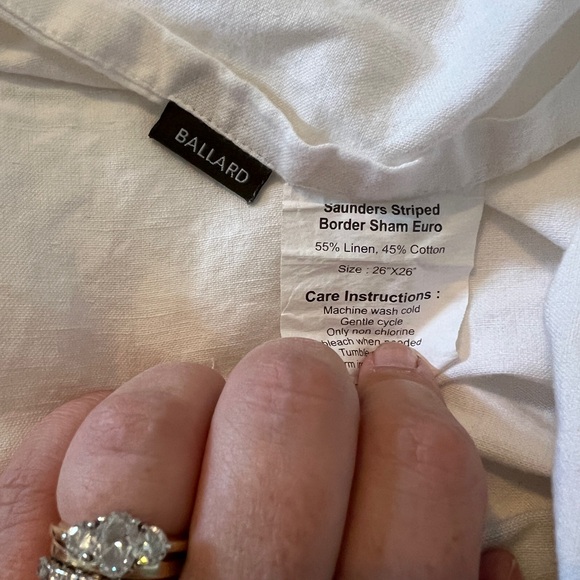 BALLARD
Saunders Striped
Border Sham Euro
55% Linen, 45% Cotton
Size : 26"X26"
Care Instructions :
Machine wash cold
Gentle cycle
Only non chlorine
bleach when needed
Tumble